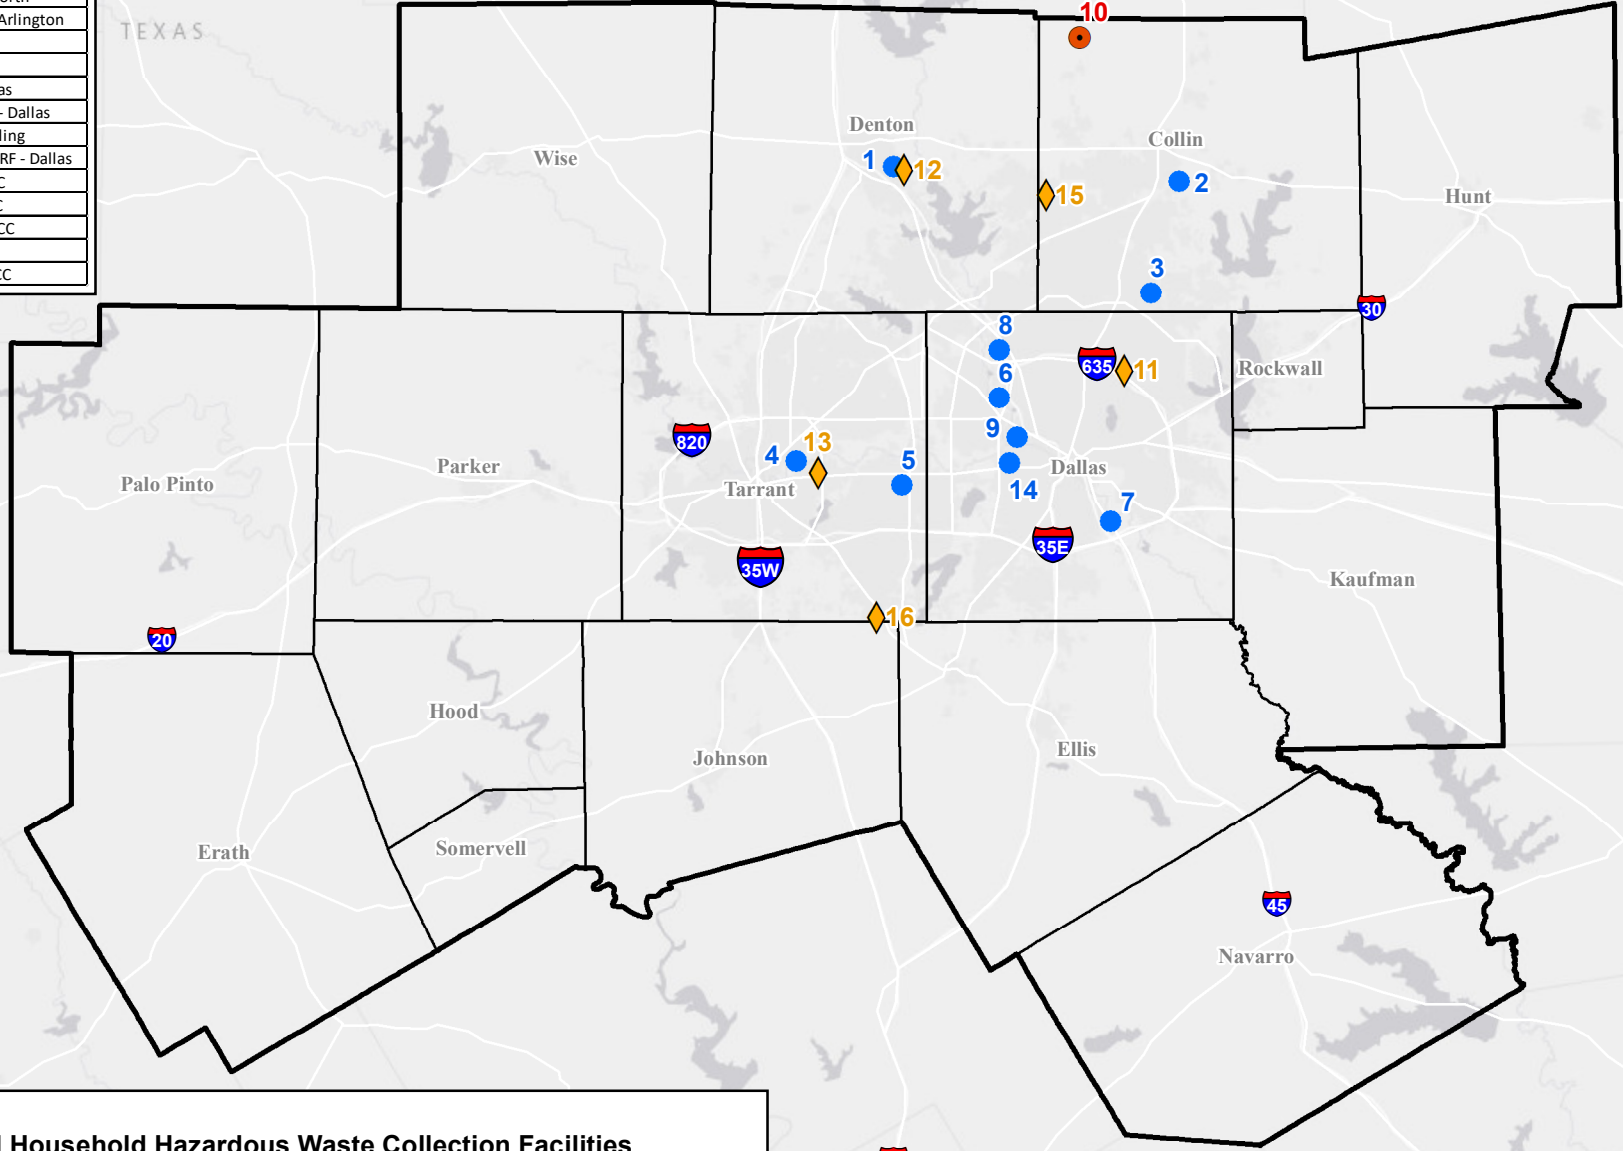 Arlington
- Dallas
RF - Dallas
TEXAS
10
Denton
Collin
Wise
1
12
2
15
Hunt
3
30
8
635
11
6
Rockwall
820
13
9
4
5
Parker
Dallas
Palo Pinto
Tarrant
14
7
35E
35W
Kaufman
16
20
Hood
Ellis
Johnson
Somervell
Erath
45
Navarro
Household Hazardous Waste Collection Facilities